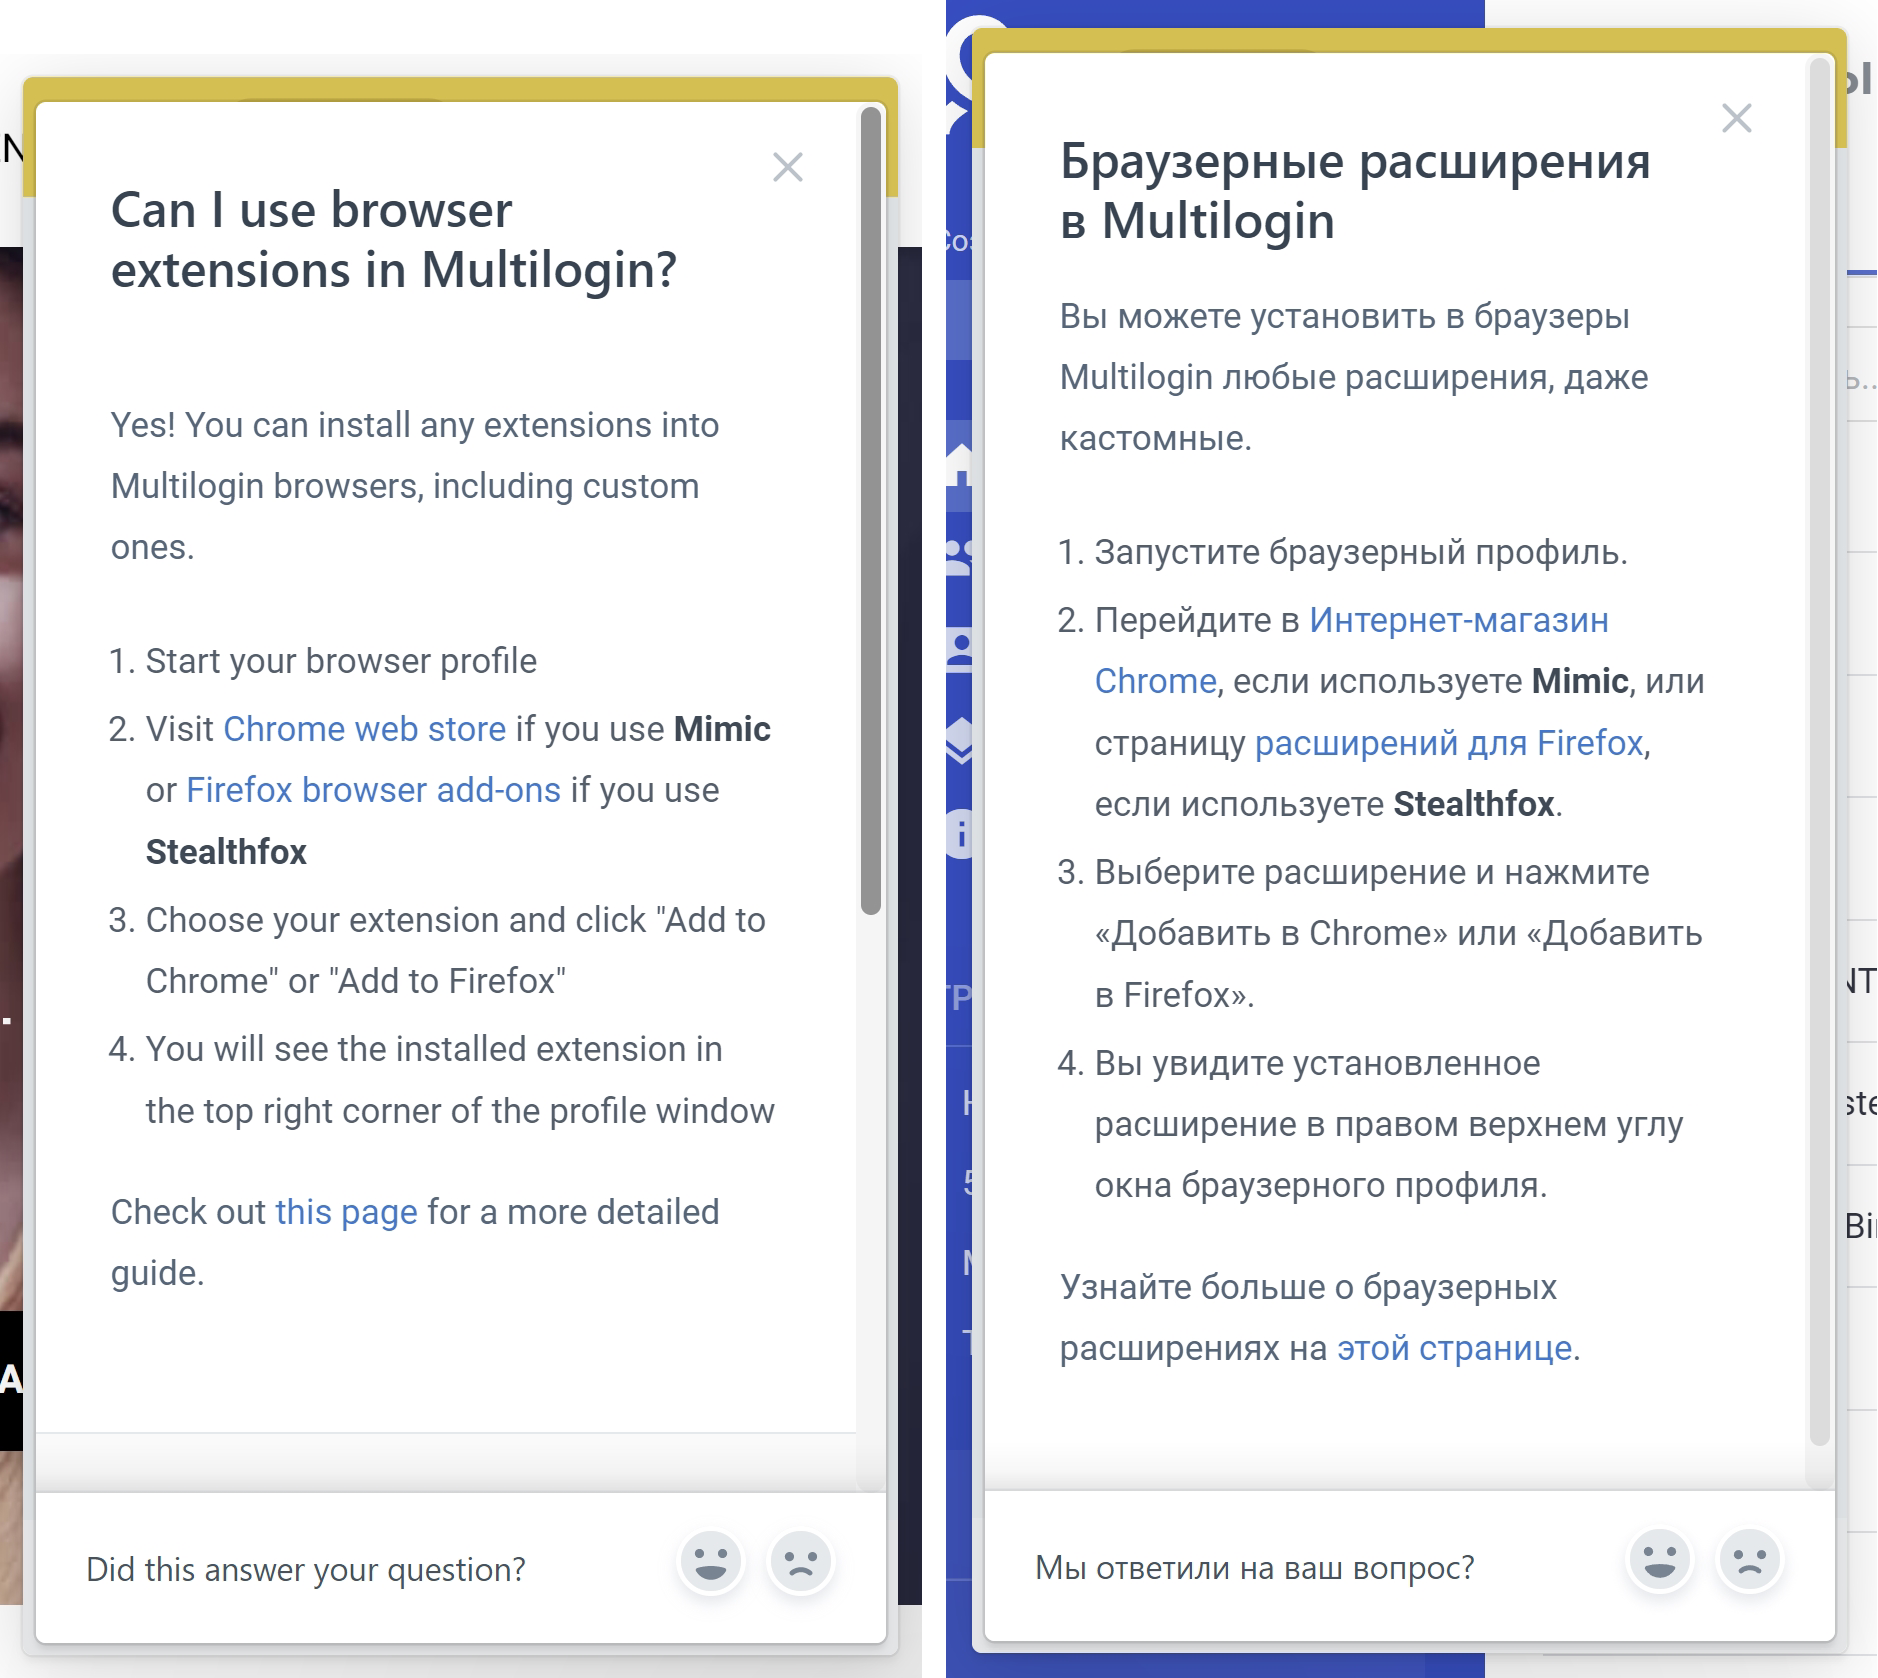 Can I use browser
extensions in Multilogin?
Yes! You can install any extensions into
Multilogin browsers, including custom
ones.
1. Start your browser profile
2. Visit Chrome web store if you use Mimic
or Firefox browser add-ons if you use
Stealthfox
3. Choose your extension and click "Add to
Chrome" or "Add to Firefox"
4. You will see the installed extension in
the top right corner of the profile window
Check out this page for a more detailed
guide.
Did this answer your question?
Браузерные расширения
в Multilogin
Вы можете установить в браузеры
Multilogin любые расширения, даже
кастомные.
1. Запустите браузерный профиль.
2. Перейдите в Интернет-магазин
Chrome, если используете Mimic, или
страницу расширений для Firefox,
если используете Stealthfox.
3. Выберите расширение и нажмите
«Добавить в Chrome» или «Добавить
в Firefox».
4. Вы увидите установленное
расширение в правом верхнем углу
окна браузерного профиля.
Узнайте больше о браузерных
расширениях на этой странице.
Мы ответили на ваш вопрос?